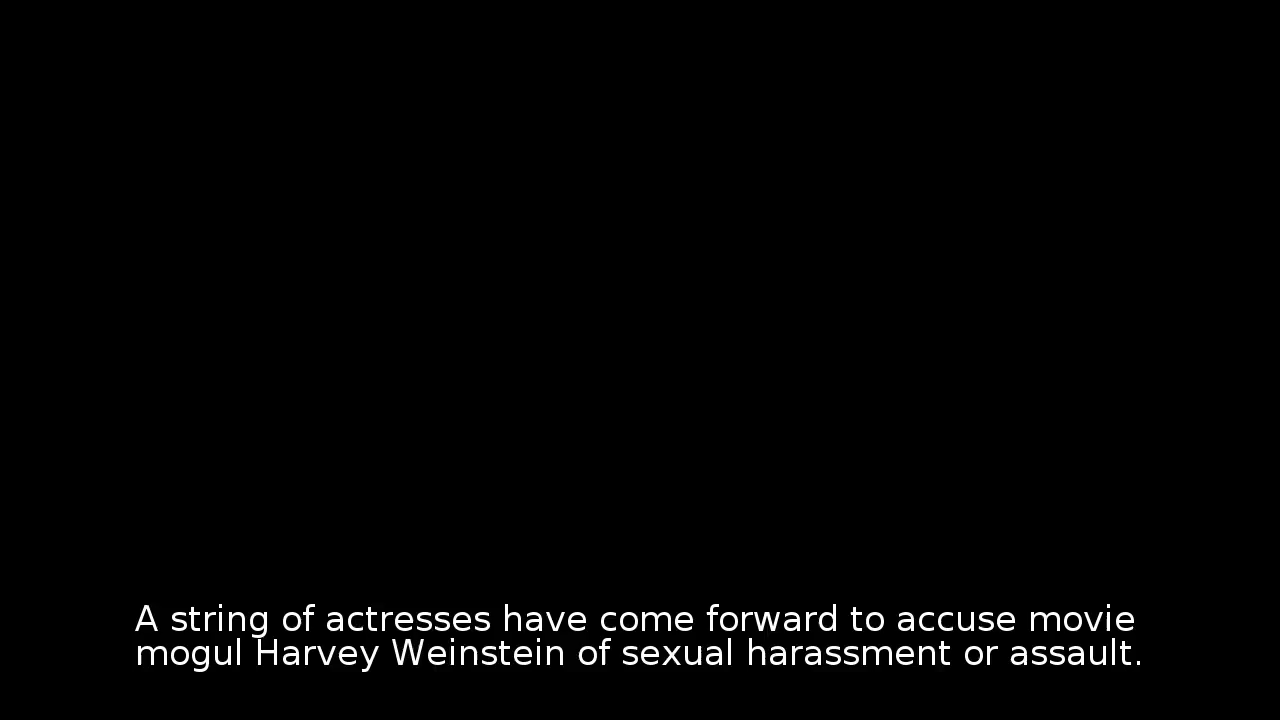 A string of actresses have come forward to accuse movie
mogul Harvey Weinstein of sexual harassment or assault.